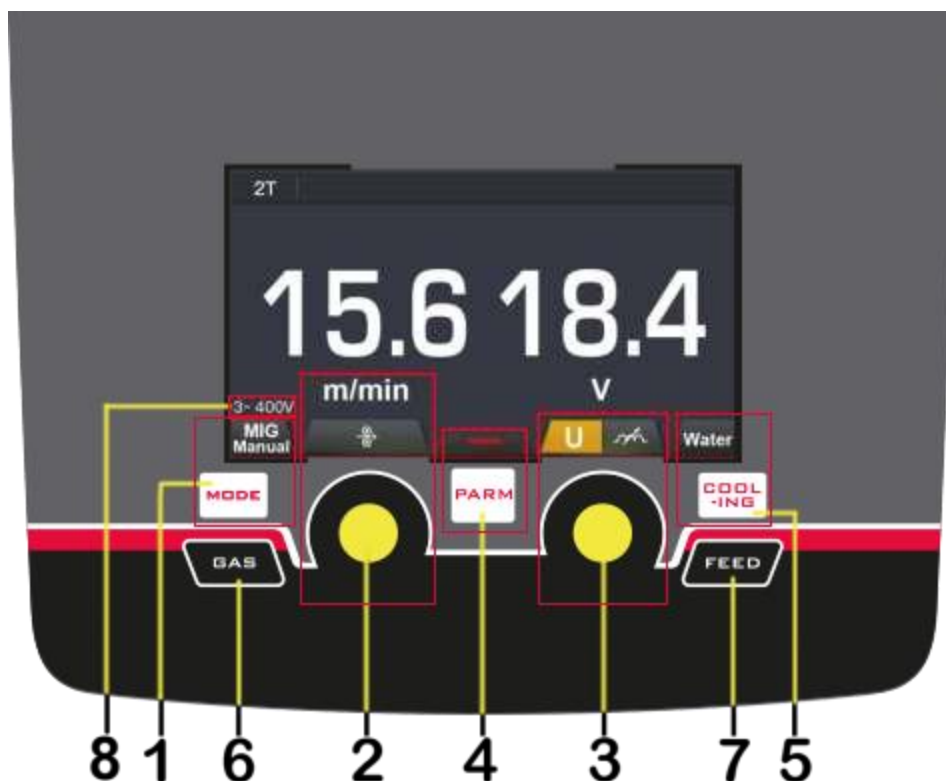 2T
15.6 18.4
m/min V
3~ 400V
MIG
Manual
U
Water
MODE
PARM
COOL
-ING
GAS
FEED
8 1 6 2 4 3 7 5